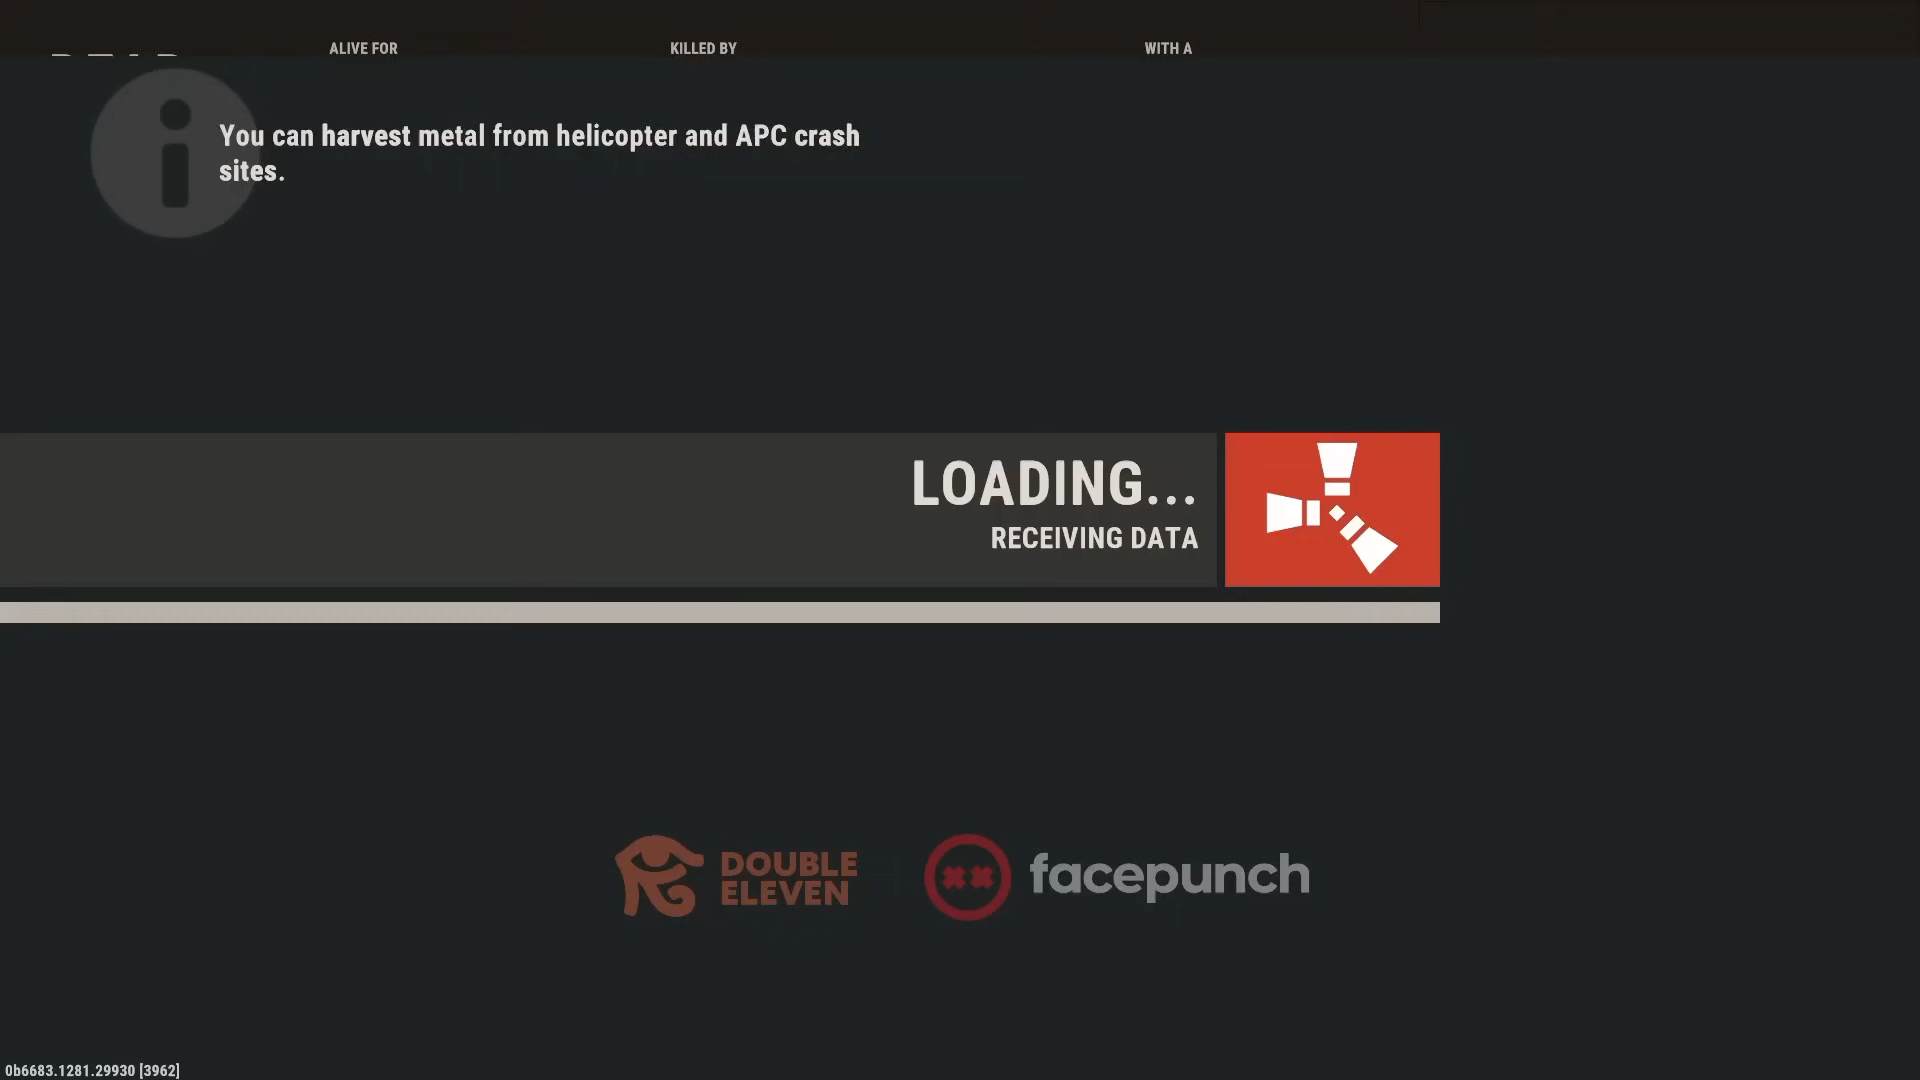 ALIVE FOR KILLED BY WITH A
You can harvest metal from helicopter and APC crash
sites.
LOADING...
RECEIVING DATA
DOUBLE
ELEVEN
facepunch
0b6683.1281.29930 [3962]